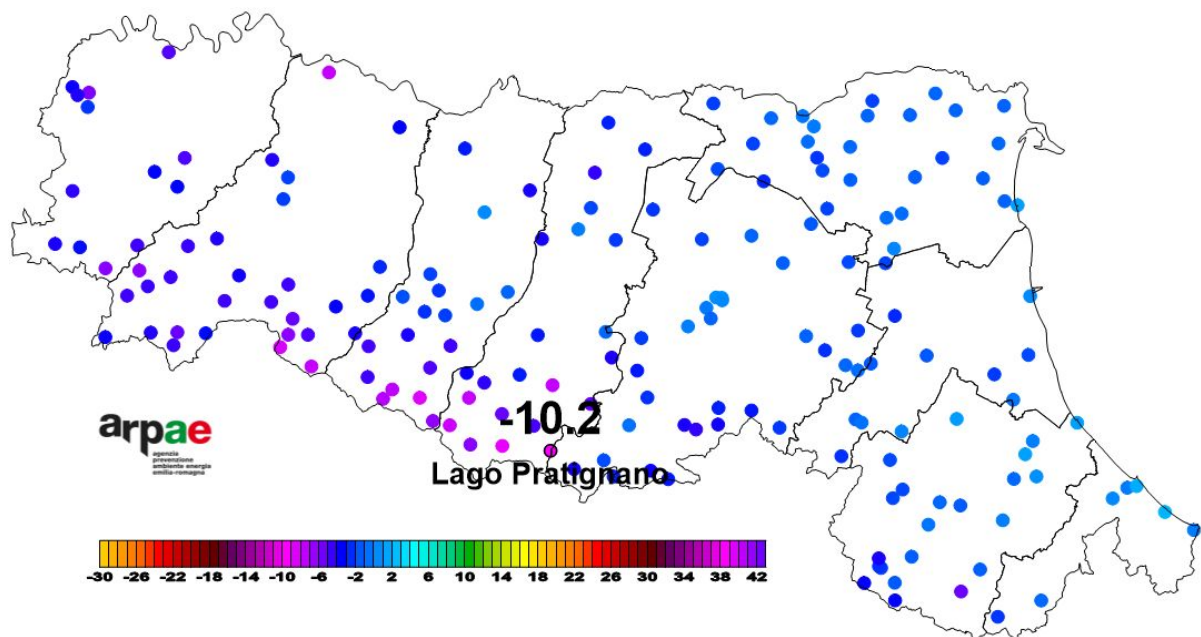 -10.2
Lago Pratignano
arpae
agenzia
prevenzione
ambiente energia
emilia-romagna
-30 -26 -22 -18 -14 -10 -6 -2 2 6 10 14 18 22 26 30 34 38 42